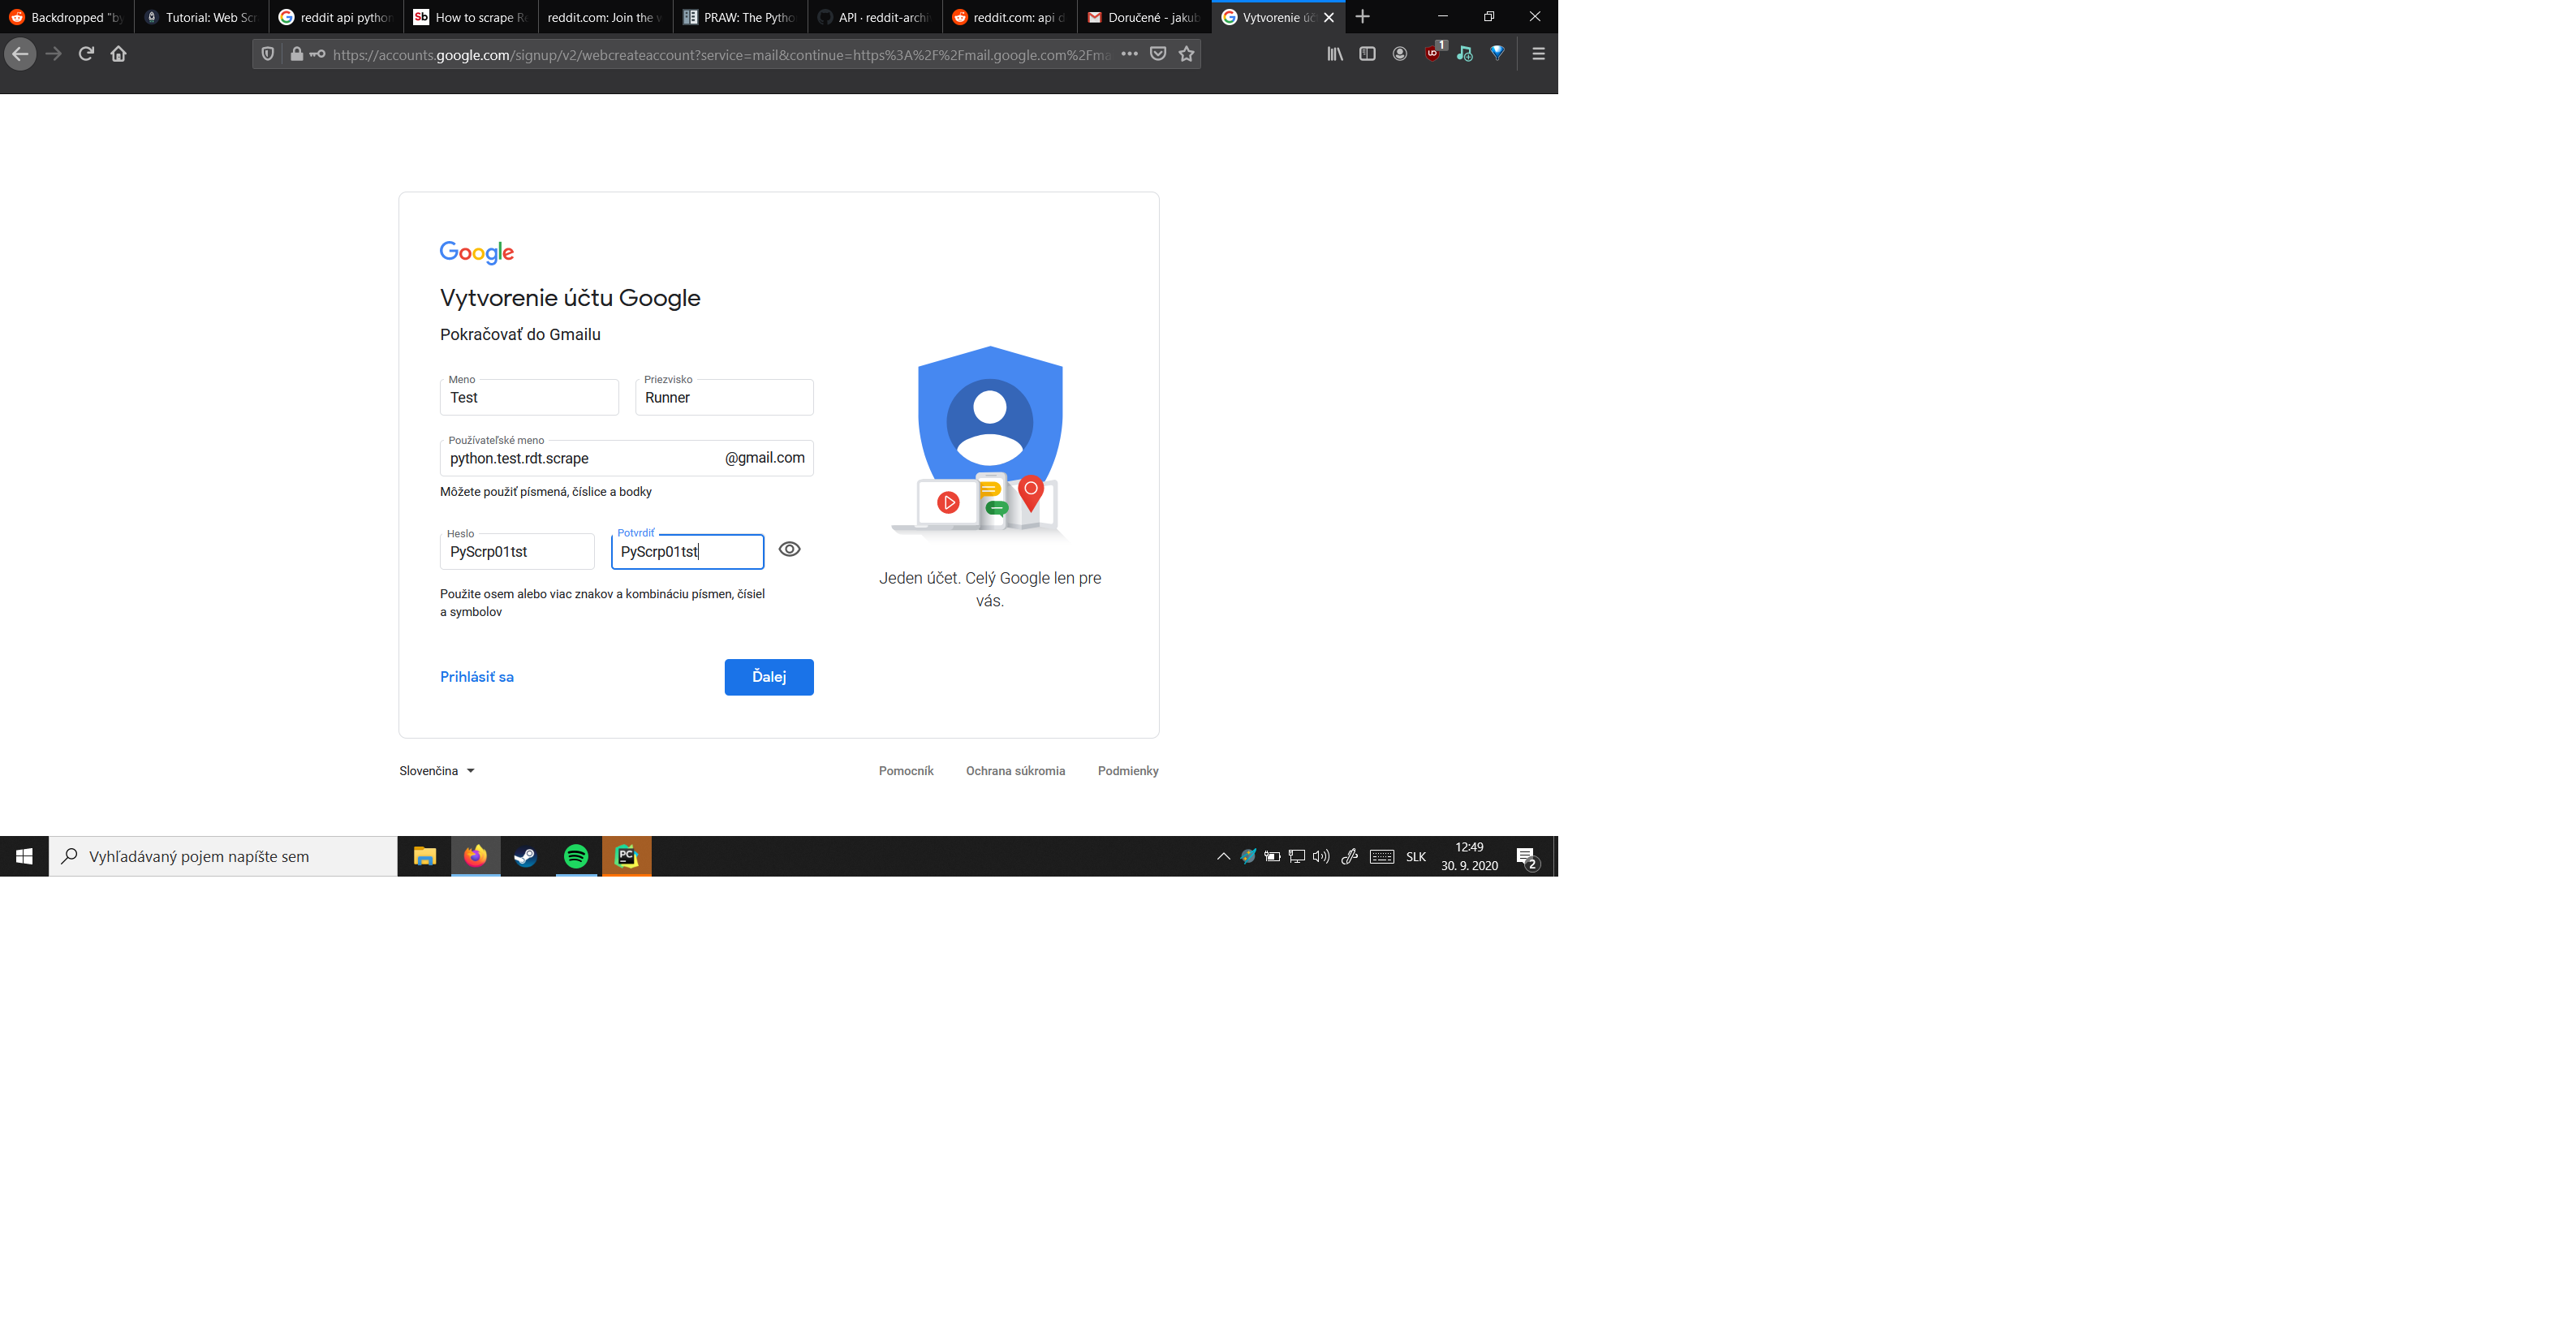 Backdropped "by
Tutorial: Web Scr
reddit api python
Sb
How to scrape Re
reddit.com: Join the w
PRAW: The Pytho
API · reddit-archi
reddit.com: api d
Doručené - jakub
Vytvorenie úč
https://accounts.google.com/signup/v2/webcreateaccount?service=mail&continue=https%3A%2F%2Fmail.google.com%2Fma
1
Google
Vytvorenie účtu Google
Pokračovať do Gmailu
Meno
Test
Priezvisko
Runner
Používateľské meno
python.test.rdt.scrape
@gmail.com
Môžete použiť písmená, číslice a bodky
Heslo
PyScrp01tst
Potvrdiť
PyScrp01tst
Použite osem alebo viac znakov a kombináciu písmen, čísiel
a symbolov
Prihlásiť sa
Ďalej
Jeden účet. Celý Google len pre
vás.
Slovenčina
Pomocník
Ochrana súkromia
Podmienky
Vyhľadávaný pojem napíšte sem
PC
SLK
12:49
30. 9. 2020
2